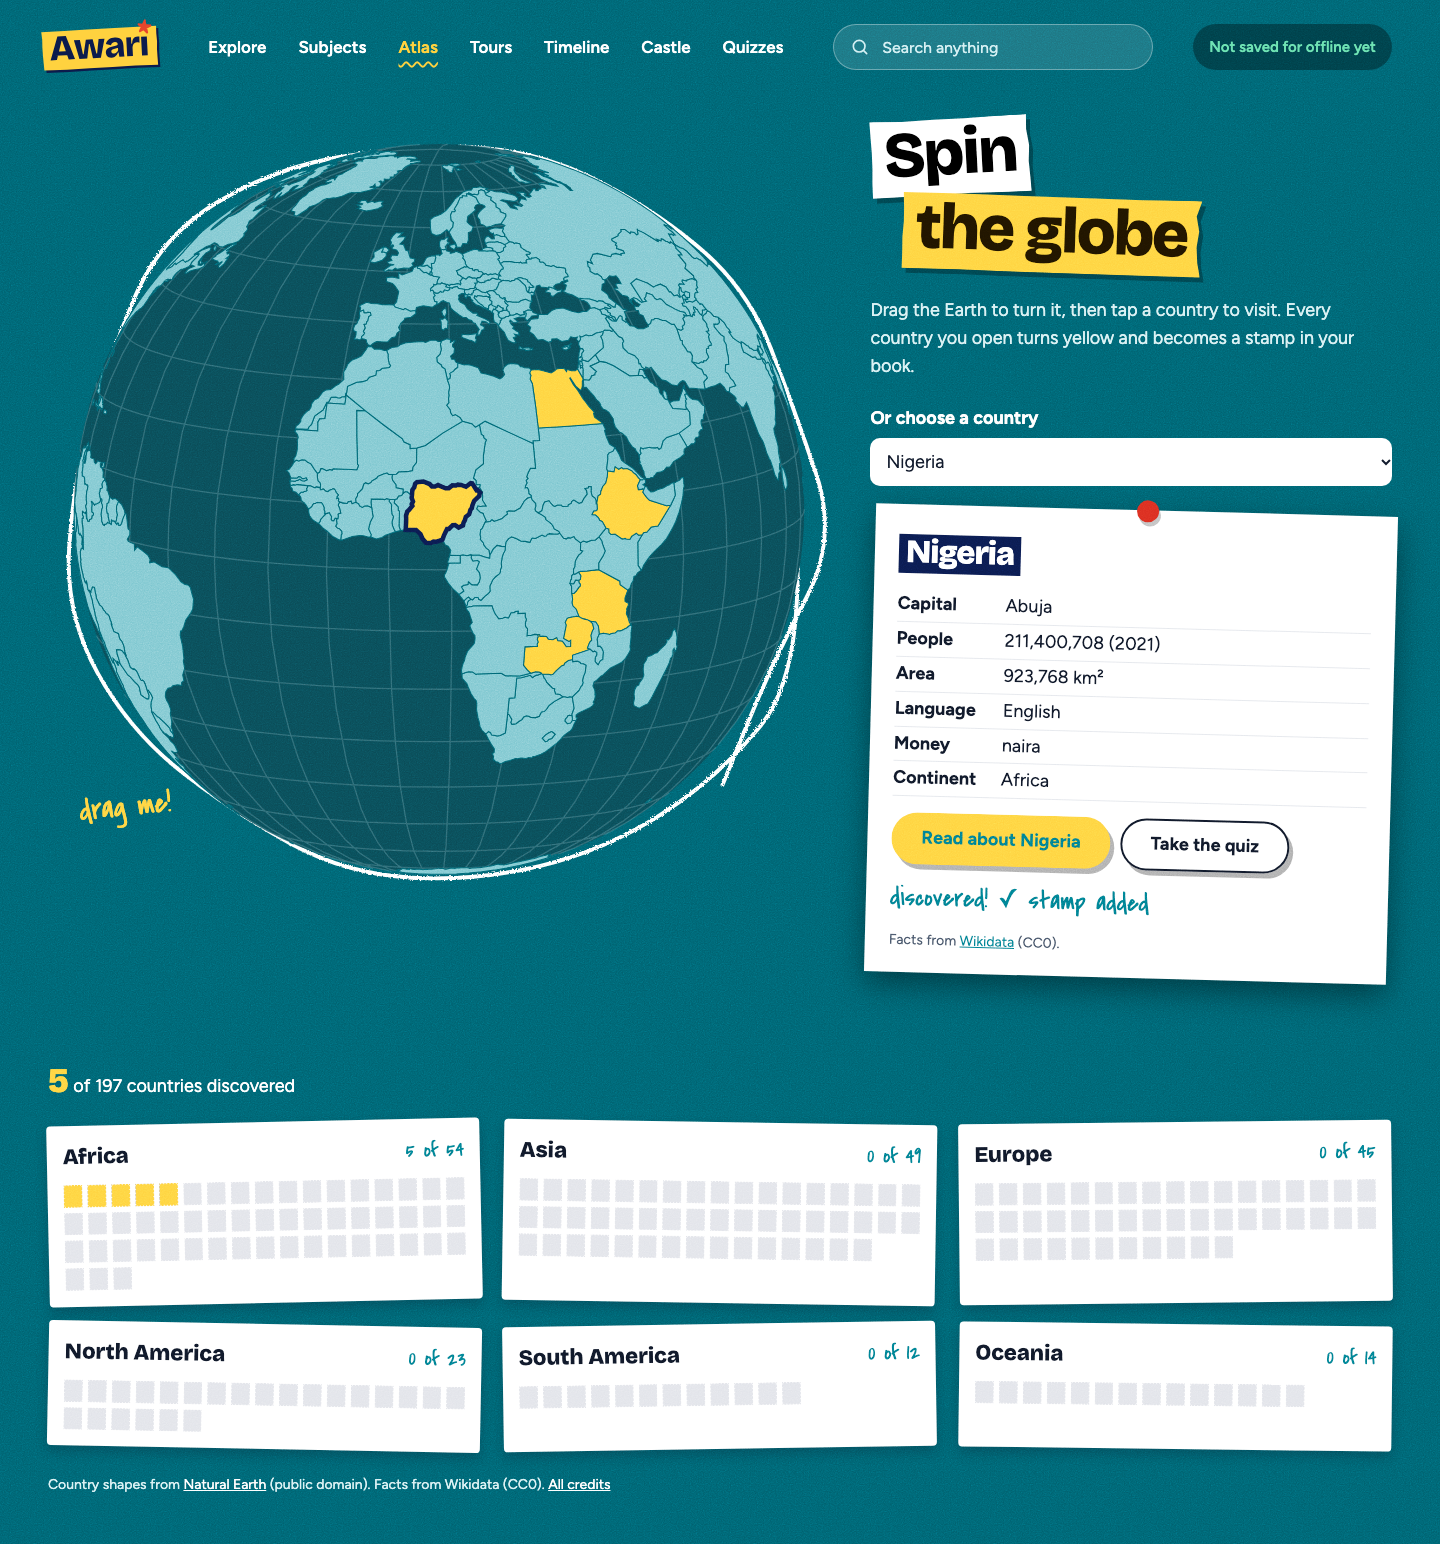 Awari
Explore
Subjects
Atlas
Tours
Timeline
Castle
Quizzes
Search anything
Not saved for offline yet
Spin
the globe
Drag the Earth to turn it, then tap a country to visit. Every
country you open turns yellow and becomes a stamp in your
book.
Or choose a country
Nigeria
drag me!
Nigeria
Capital Abuja
People 211,400,708 (2021)
Area 923,768 km²
Language English
Money naira
Continent Africa
Read about Nigeria
Take the quiz
discovered! ✓ stamp added
Facts from Wikidata (CC0).
5 of 197 countries discovered
Africa 5 of 54
Asia 0 of 49
Europe 0 of 45
North America 0 of 23
South America 0 of 12
Oceania 0 of 14
Country shapes from Natural Earth (public domain). Facts from Wikidata (CC0). All credits